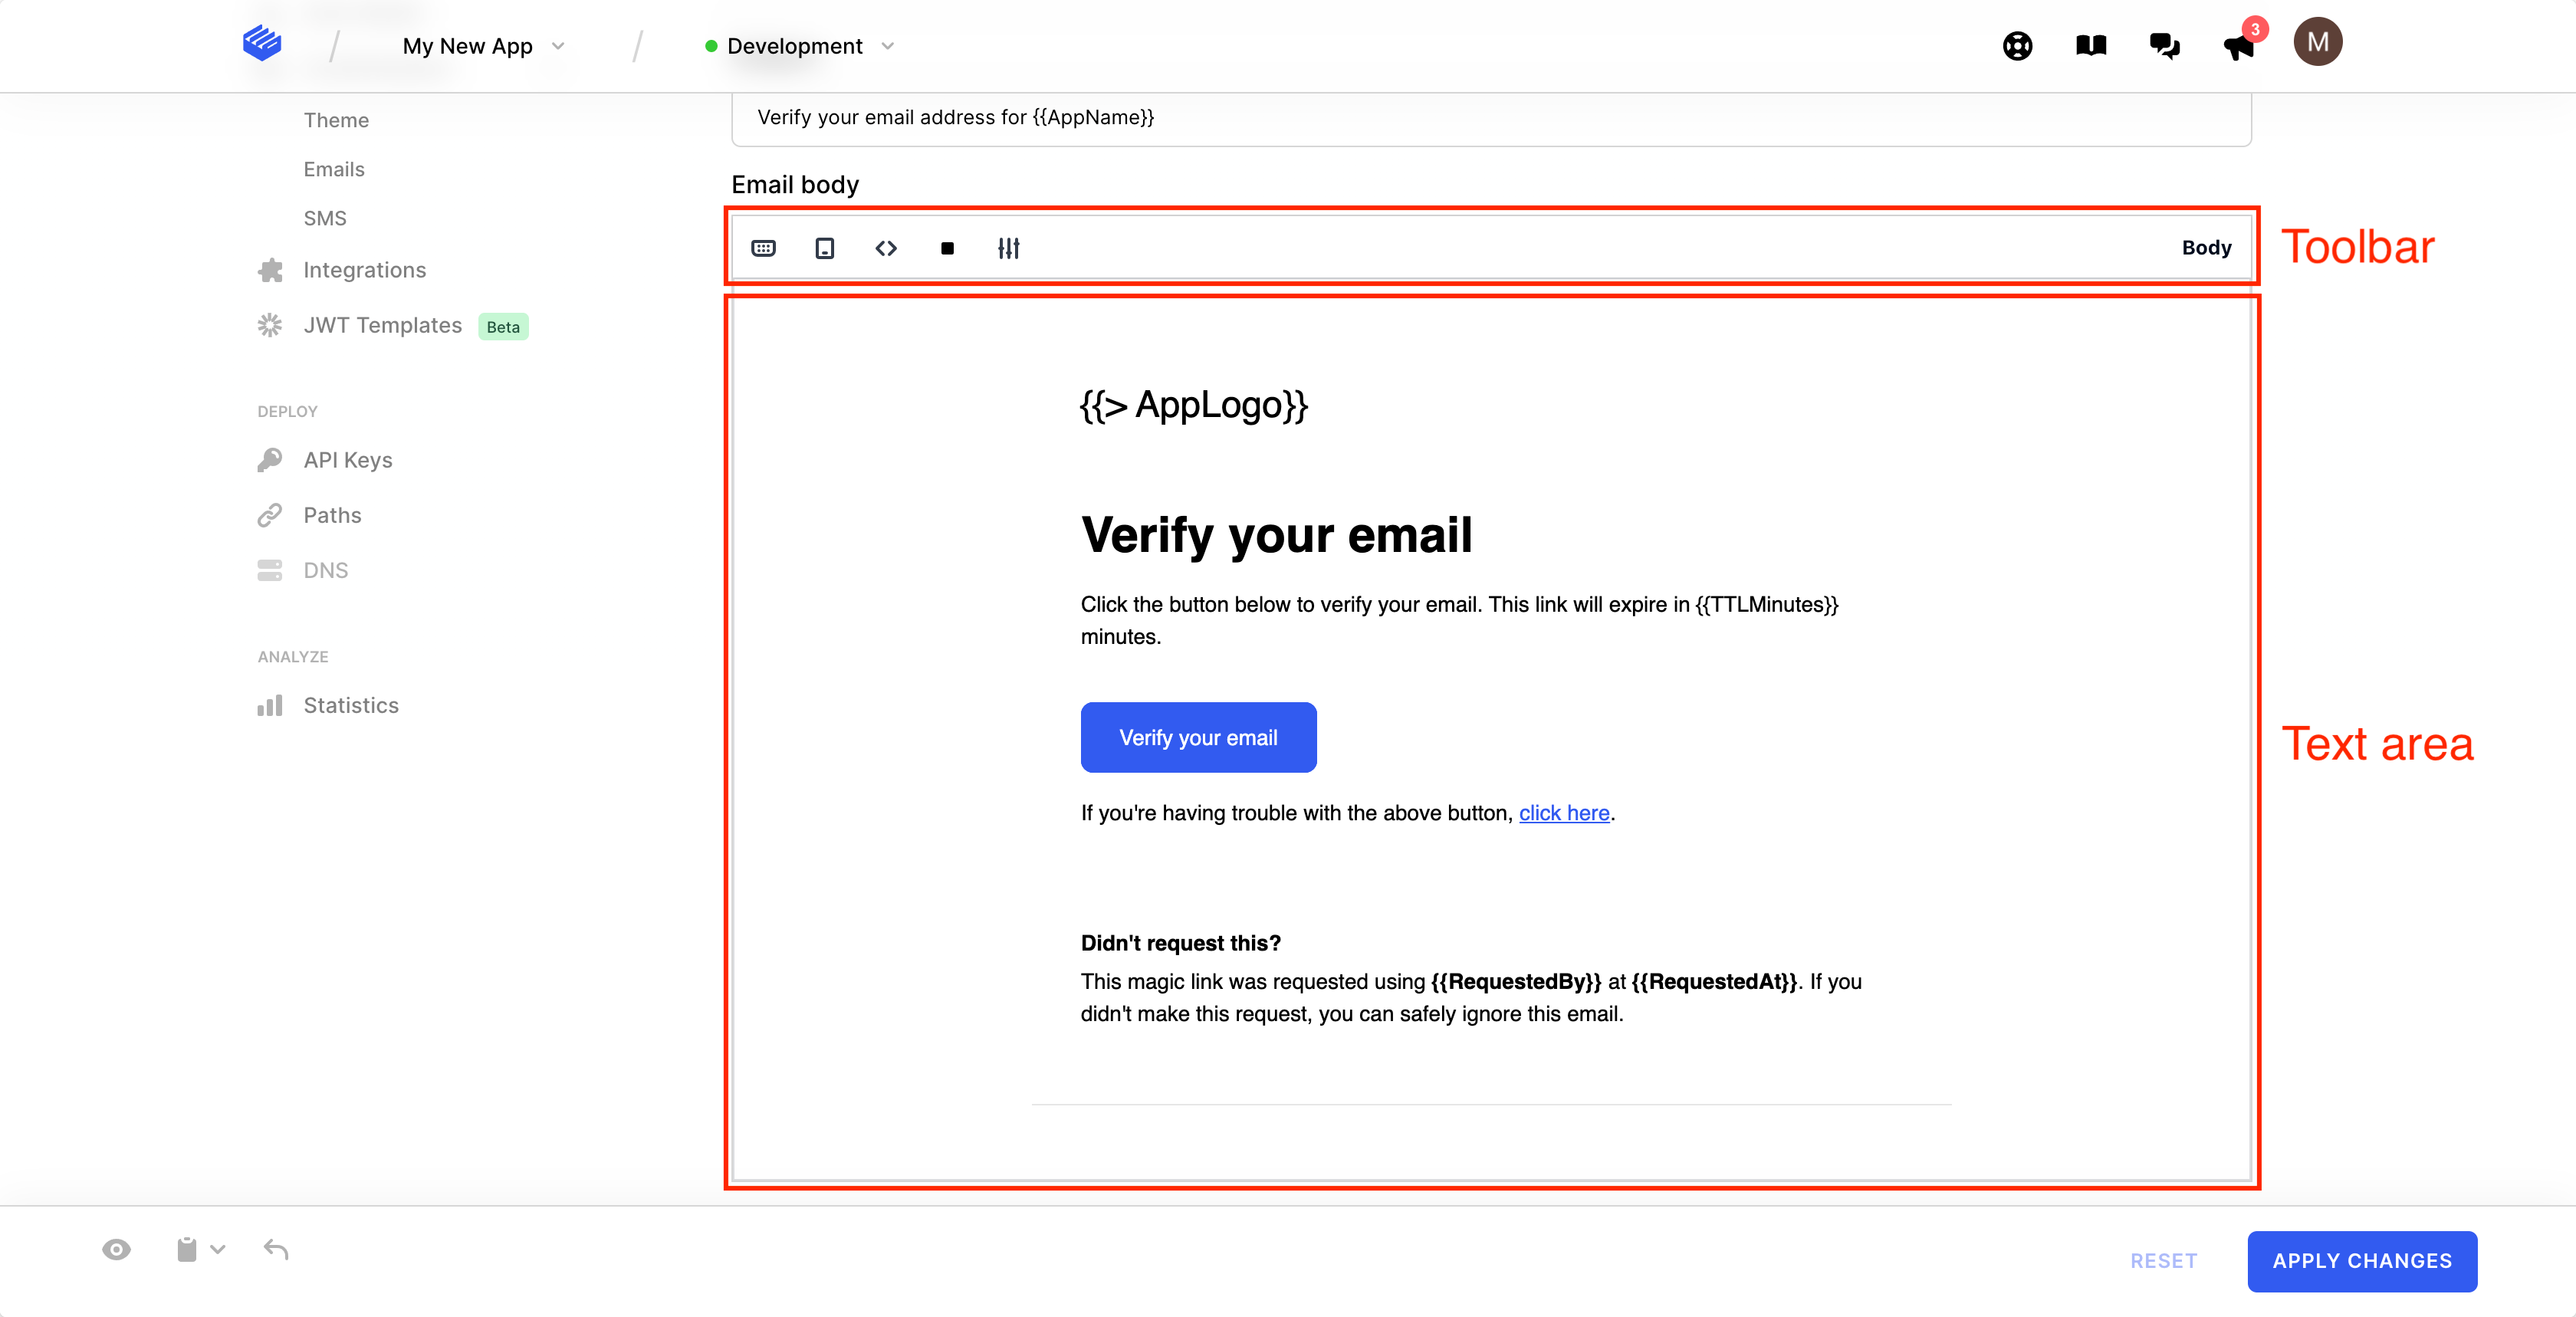 My New App
Development
3
M
Theme
Emails
SMS
Integrations
JWT Templates Beta
DEPLOY
API Keys
Paths
DNS
ANALYZE
Statistics
Verify your email address for {{AppName}}
Email body
Body
Toolbar
{{> AppLogo}}
Verify your email
Click the button below to verify your email. This link will expire in {{TTLMinutes}}
minutes.
Verify your email
If you're having trouble with the above button, click here.
Text area
Didn't request this?
This magic link was requested using {{RequestedBy}} at {{RequestedAt}}. If you
didn't make this request, you can safely ignore this email.
RESET
APPLY CHANGES